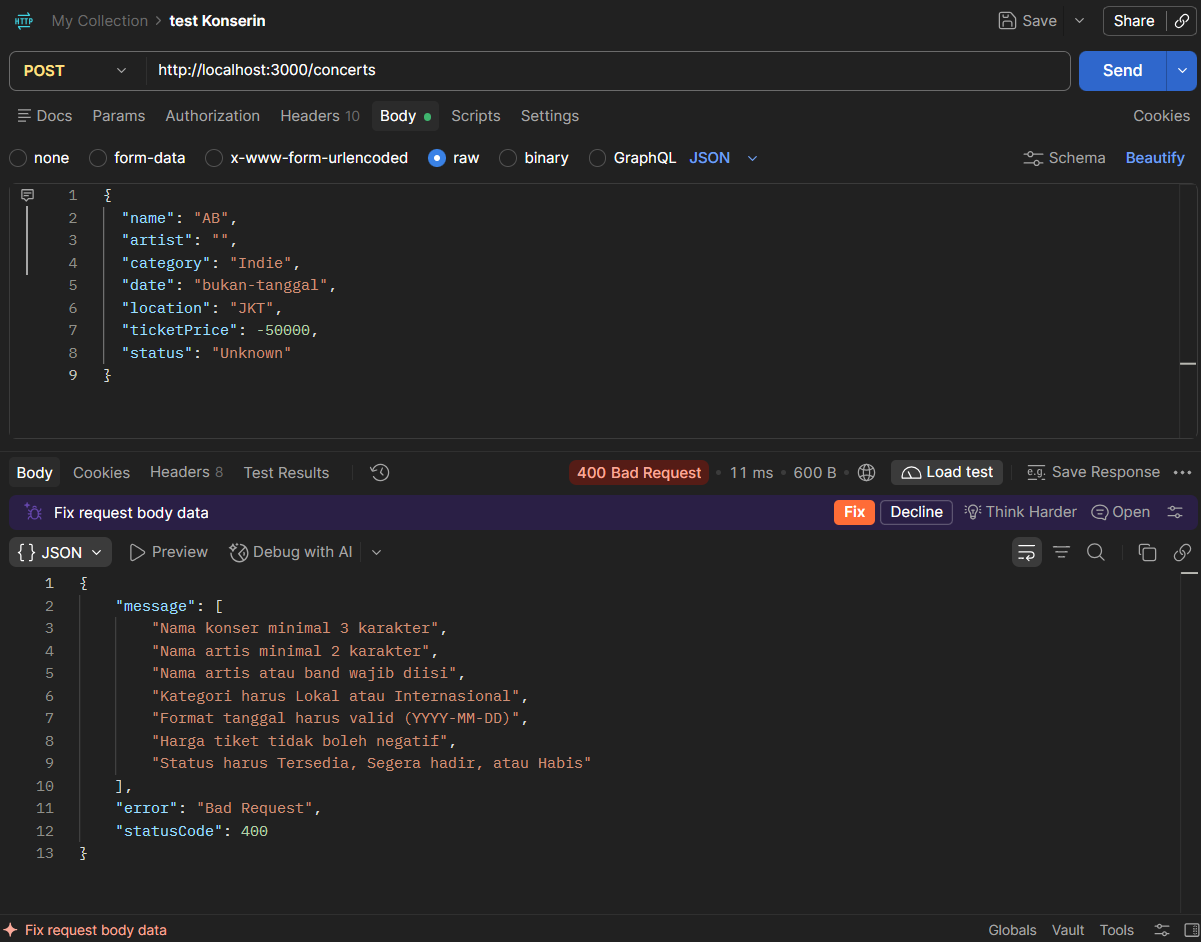 HTTP My Collection > test Konserin Save Share
POST http://localhost:3000/concerts Send
Docs Params Authorization Headers 10 Body Scripts Settings Cookies
none form-data x-www-form-urlencoded raw binary GraphQL JSON Schema Beautify
1 {
2 "name": "AB",
3 "artist": "",
4 "category": "Indie",
5 "date": "bukan-tanggal",
6 "location": "JKT",
7 "ticketPrice": -50000,
8 "status": "Unknown"
9 }
Body Cookies Headers 8 Test Results 400 Bad Request • 11 ms • 600 B • Load test e.g. Save Response
Fix request body data Fix Decline Think Harder Open
{} JSON Preview Debug with AI
1 {
2 "message": [
3 "Nama konser minimal 3 karakter",
4 "Nama artis minimal 2 karakter",
5 "Nama artis atau band wajib diisi",
6 "Kategori harus Lokal atau Internasional",
7 "Format tanggal harus valid (YYYY-MM-DD)",
8 "Harga tiket tidak boleh negatif",
9 "Status harus Tersedia, Segera hadir, atau Habis"
10 ],
11 "error": "Bad Request",
12 "statusCode": 400
13 }
Fix request body data Globals Vault Tools